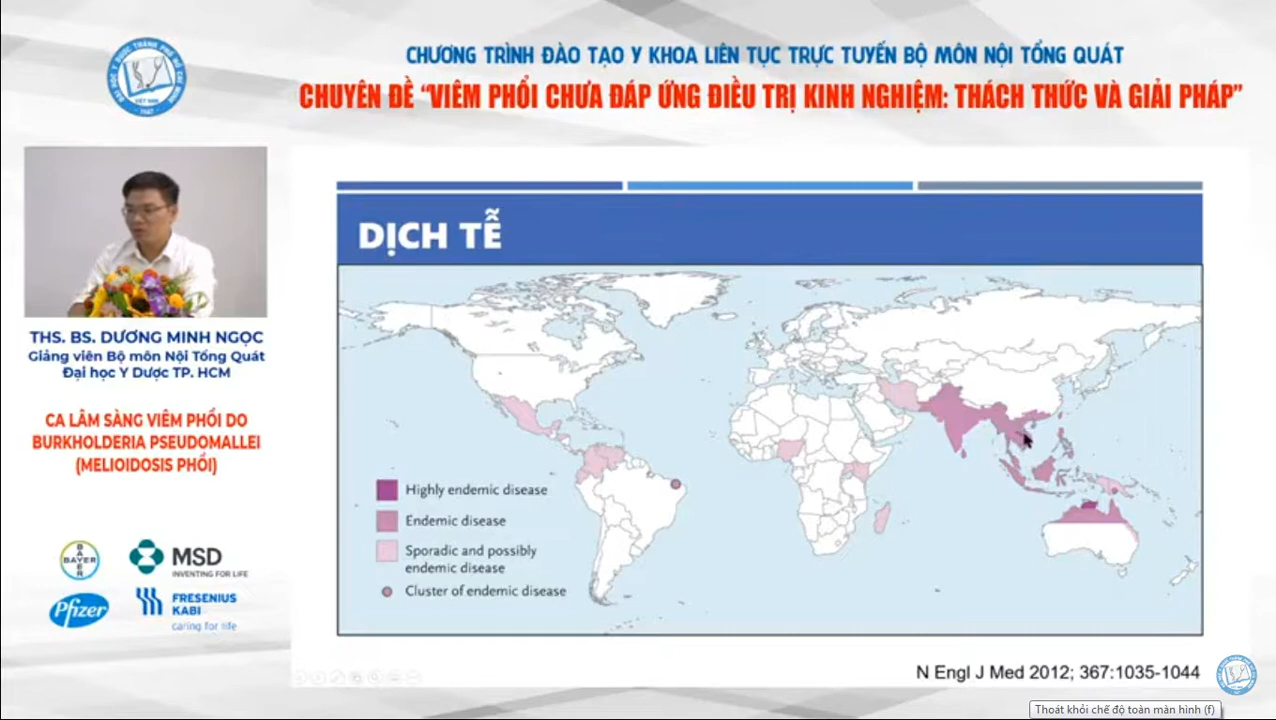 CHƯƠNG TRÌNH ĐÀO TẠO Y KHOA LIÊN TỤC TRỰC TUYẾN BỘ MÔN NỘI TỔNG QUÁT
CHUYÊN ĐỀ “VIÊM PHỔI CHƯA ĐÁP ỨNG ĐIỀU TRỊ KINH NGHIỆM: THÁCH THỨC VÀ GIẢI PHÁP”
THS. BS. DƯƠNG MINH NGỌC
Giảng viên Bộ môn Nội Tổng Quát
Đại học Y Dược TP. HCM
CA LÂM SÀNG VIÊM PHỔI DO
BURKHOLDERIA PSEUDOMALLEI
(MELIOIDOSIS PHỔI)
BAYER
BAYER
MSD
INVENTING FOR LIFE
Pfizer
FRESENIUS
KABI
caring for life
DỊCH TỄ
Highly endemic disease
Endemic disease
Sporadic and possibly
endemic disease
Cluster of endemic disease
N Engl J Med 2012; 367:1035-1044
Thoát khỏi chế độ toàn màn hình (f)